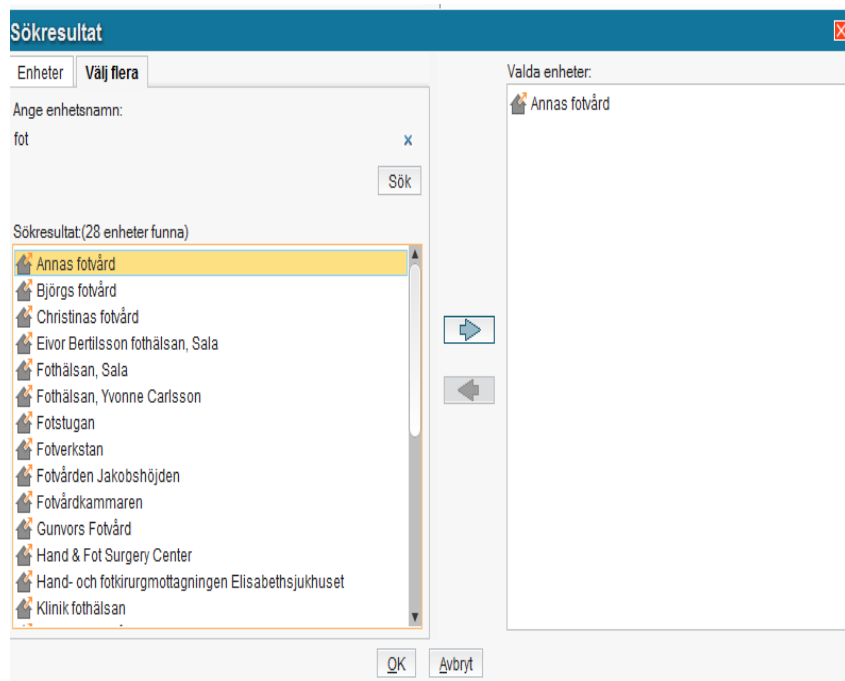 Sökresultat
Enheter Välj flera
Ange enhetsnamn:
fot
Sök
Sökresultat:(28 enheter funna)
Annas fotvård
Björgs fotvård
Christinas fotvård
Eivor Bertilsson fothälsan, Sala
Fothälsan, Sala
Fothälsan, Yvonne Carlsson
Fotstugan
Fotverkstan
Fotvården Jakobshöjden
Fotvårdkammaren
Gunvors Fotvård
Hand & Fot Surgery Center
Hand- och fotkirurgmottagningen Elisabethsjukhuset
Klinik fothälsan
Valda enheter:
Annas fotvård
OK Avbryt